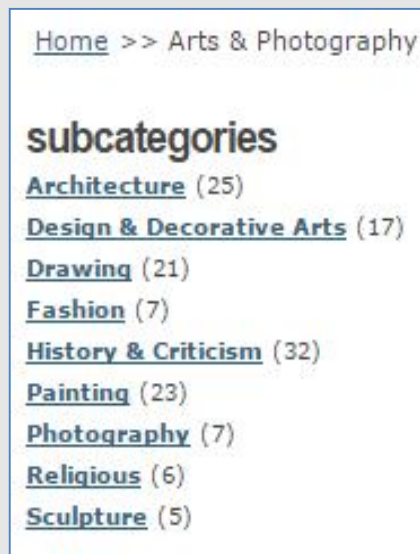 Home >> Arts & Photography
subcategories
Architecture (25)
Design & Decorative Arts (17)
Drawing (21)
Fashion (7)
History & Criticism (32)
Painting (23)
Photography (7)
Religious (6)
Sculpture (5)